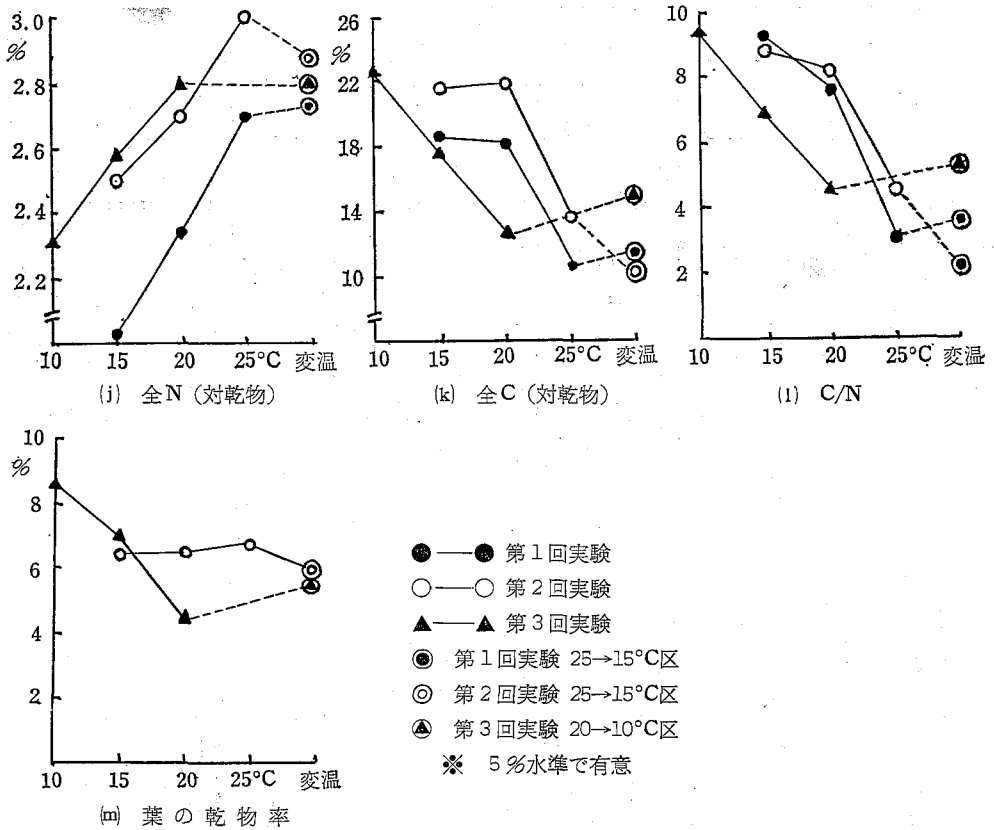 3.0
%
2.8
2.6
2.4
2.2
10 15 20 25°C 変温
(j) 全N (対乾物)
26
%
22
18
14
10
10 15 20 25°C 変温
(k) 全C (対乾物)
10
8
6
4
2
10 15 20 25°C 変温
(l) C/N
10
%
8
6
4
2
10 15 20 25°C 変温
(m) 葉の乾物率
●—● 第1回実験
○—○ 第2回実験
▲—▲ 第3回実験
第1回実験 25→15°C区
◎ 第2回実験 25→15°C区
第3回実験 20→10°C区
※ 5%水準で有意